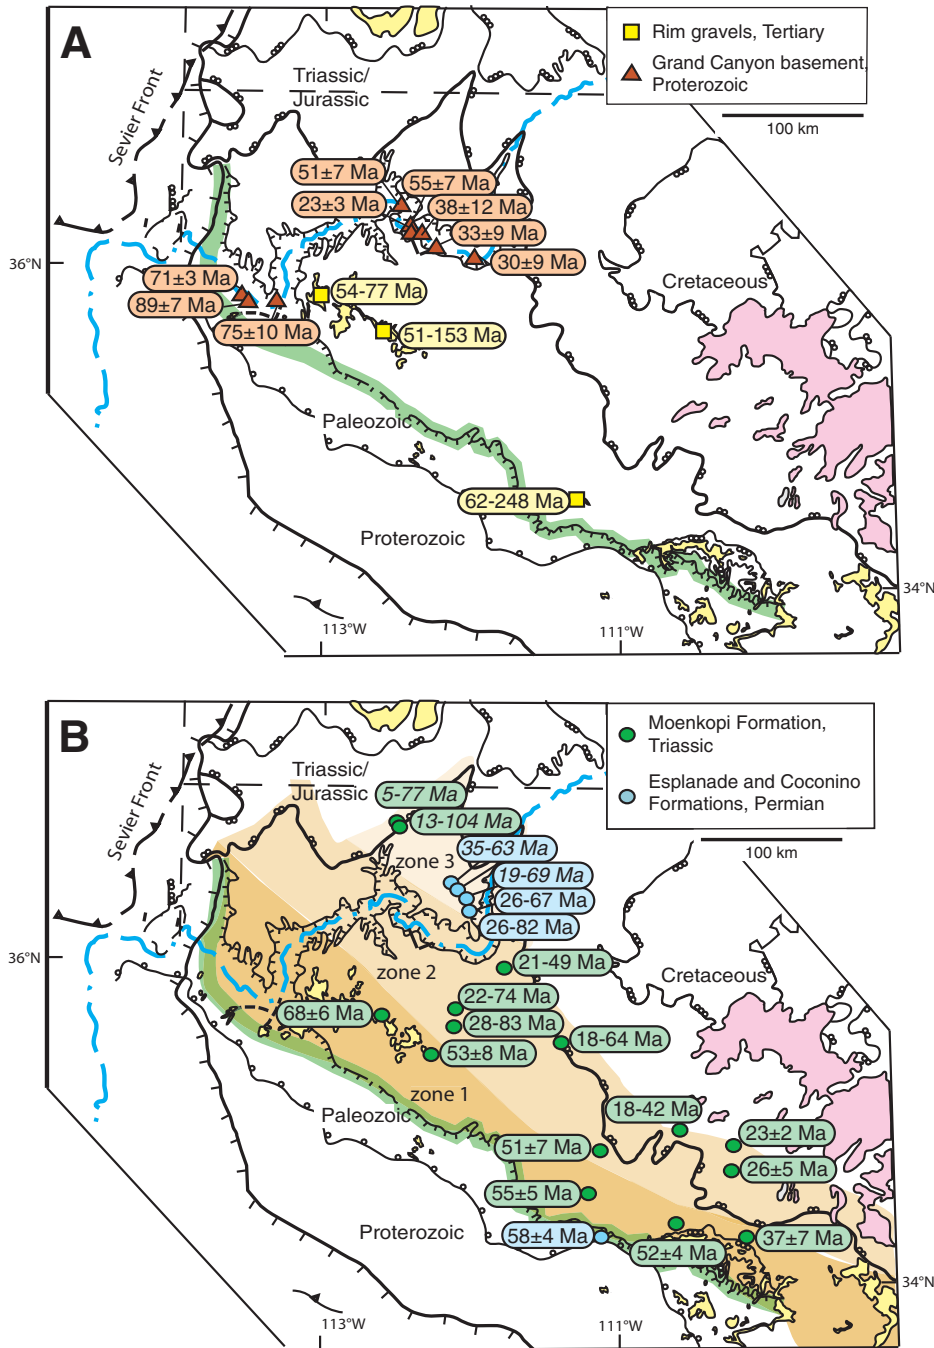 A
Rim gravels, Tertiary
Grand Canyon basement,
Proterozoic
100 km
Sevier Front
Triassic/
Jurassic
51±7 Ma
55±7 Ma
23±3 Ma
38±12 Ma
33±9 Ma
30±9 Ma
36°N
71±3 Ma
54-77 Ma
Cretaceous
89±7 Ma
75±10 Ma
51-153 Ma
Paleozoic
62-248 Ma
Proterozoic
34°N
113°W
111°W
B
Moenkopi Formation,
Triassic
Esplanade and Coconino
Formations, Permian
100 km
Sevier Front
Triassic/
Jurassic
5-77 Ma
13-104 Ma
35-63 Ma
zone 3
19-69 Ma
26-67 Ma
26-82 Ma
36°N
21-49 Ma
zone 2
Cretaceous
22-74 Ma
68±6 Ma
28-83 Ma
18-64 Ma
53±8 Ma
zone 1
Paleozoic
18-42 Ma
23±2 Ma
51±7 Ma
26±5 Ma
55±5 Ma
Proterozoic
58±4 Ma
52±4 Ma
37±7 Ma
34°N
113°W
111°W